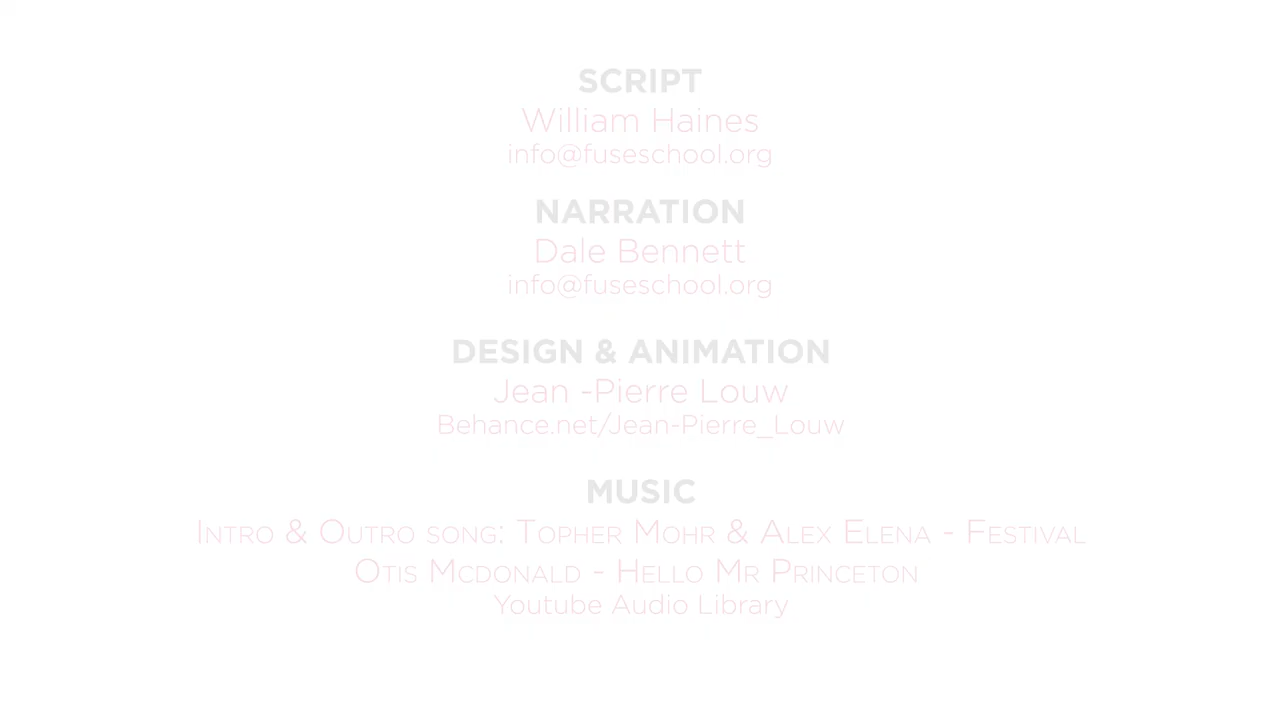 SCRIPT
William Haines
info@fuseschool.org
NARRATION
Dale Bennett
info@fuseschool.org
DESIGN & ANIMATION
Jean -Pierre Louw
Behance.net/Jean-Pierre_Louw
MUSIC
Intro & Outro song: Topher Mohr & Alex Elena - Festival
Otis Mcdonald - Hello Mr Princeton
Youtube Audio Library